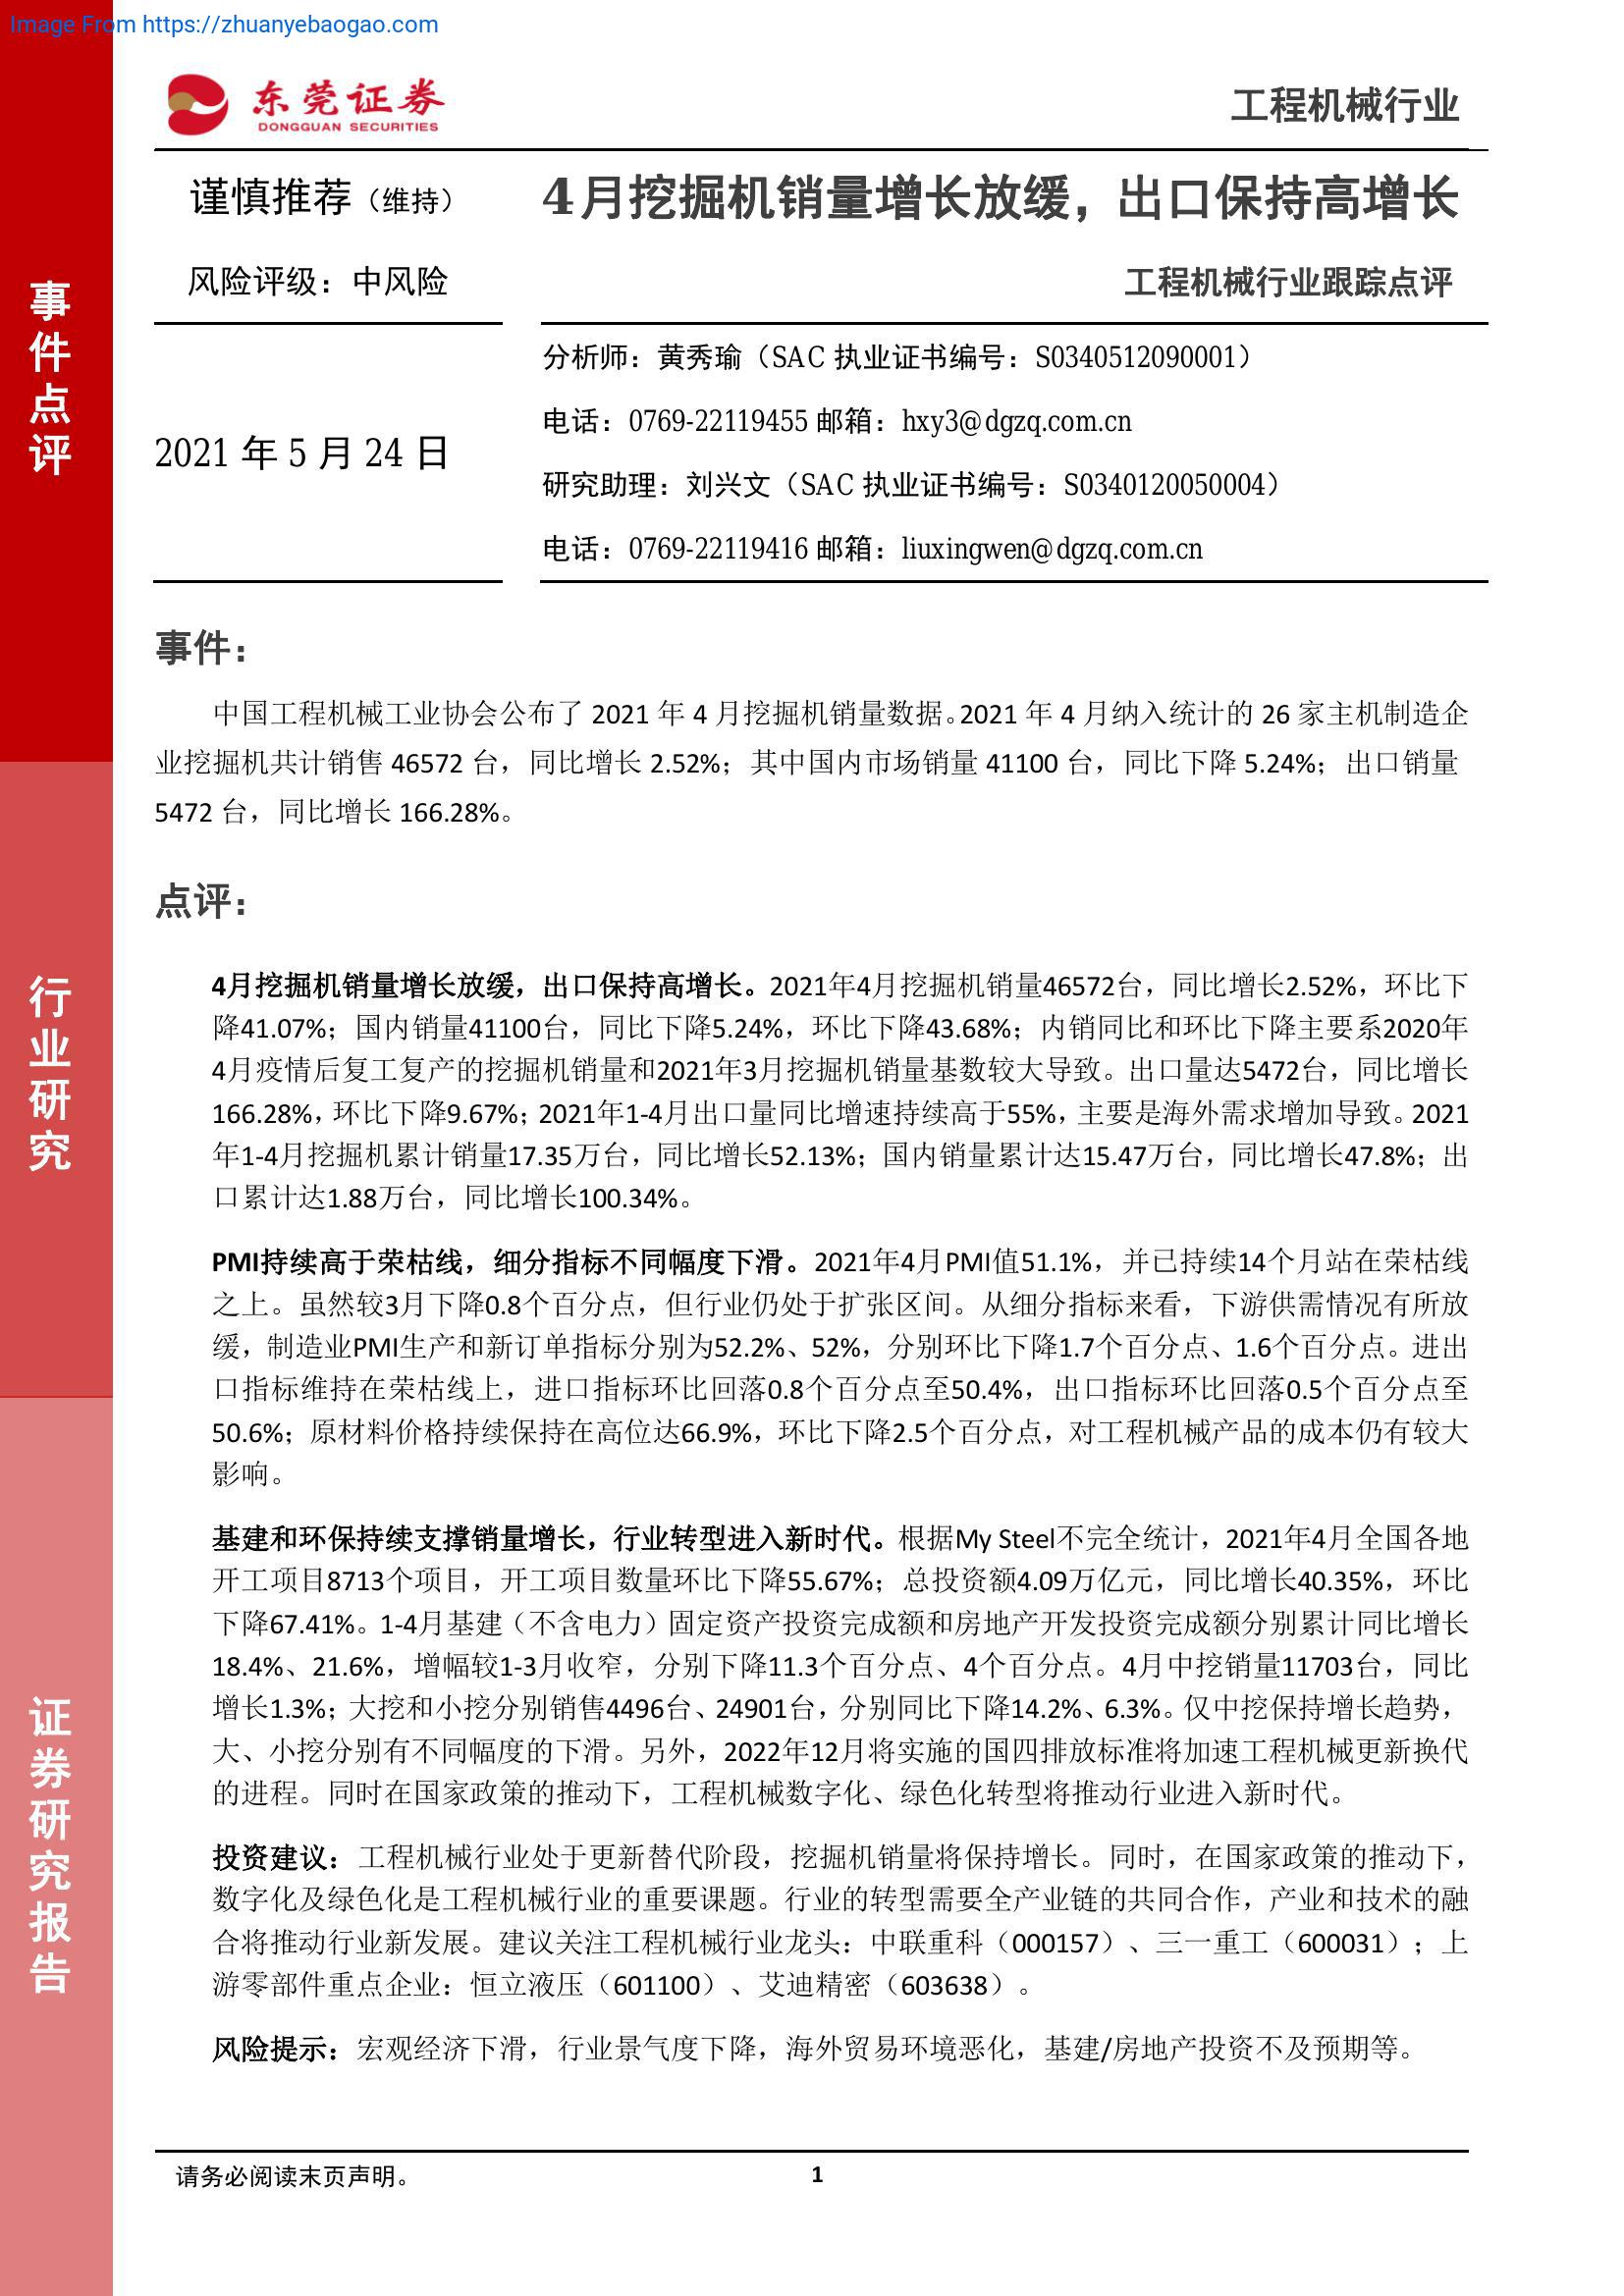 Image From https://zhuanyebaogao.com
东莞证券
DONGGUAN SECURITIES
工程机械行业
谨慎推荐（维持）
4月挖掘机销量增长放缓，出口保持高增长
风险评级：中风险
工程机械行业跟踪点评
2021 年 5 月 24 日
分析师：黄秀瑜（SAC 执业证书编号：S0340512090001）
电话：0769-22119455 邮箱：hxy3@dgzq.com.cn
研究助理：刘兴文（SAC 执业证书编号：S0340120050004）
电话：0769-22119416 邮箱：liuxingwen@dgzq.com.cn
事件点评
行业研究
证券研究报告
事件：
中国工程机械工业协会公布了 2021 年 4 月挖掘机销量数据。2021 年 4 月纳入统计的 26 家主机制造企
业挖掘机共计销售 46572 台，同比增长 2.52%；其中国内市场销量 41100 台，同比下降 5.24%；出口销量
5472 台，同比增长 166.28%。
点评：
4月挖掘机销量增长放缓，出口保持高增长。2021年4月挖掘机销量46572台，同比增长2.52%，环比下
降41.07%；国内销量41100台，同比下降5.24%，环比下降43.68%；内销同比和环比下降主要系2020年
4月疫情后复工复产的挖掘机销量和2021年3月挖掘机销量基数较大导致。出口量达5472台，同比增长
166.28%，环比下降9.67%；2021年1-4月出口量同比增速持续高于55%，主要是海外需求增加导致。2021
年1-4月挖掘机累计销量17.35万台，同比增长52.13%；国内销量累计达15.47万台，同比增长47.8%；出
口累计达1.88万台，同比增长100.34%。
PMI持续高于荣枯线，细分指标不同幅度下滑。2021年4月PMI值51.1%，并已持续14个月站在荣枯线
之上。虽然较3月下降0.8个百分点，但行业仍处于扩张区间。从细分指标来看，下游供需情况有所放
缓，制造业PMI生产和新订单指标分别为52.2%、52%，分别环比下降1.7个百分点、1.6个百分点。进出
口指标维持在荣枯线上，进口指标环比回落0.8个百分点至50.4%，出口指标环比回落0.5个百分点至
50.6%；原材料价格持续保持在高位达66.9%，环比下降2.5个百分点，对工程机械产品的成本仍有较大
影响。
基建和环保持续支撑销量增长，行业转型进入新时代。根据My Steel不完全统计，2021年4月全国各地
开工项目8713个项目，开工项目数量环比下降55.67%；总投资额4.09万亿元，同比增长40.35%，环比
下降67.41%。1-4月基建（不含电力）固定资产投资完成额和房地产开发投资完成额分别累计同比增长
18.4%、21.6%，增幅较1-3月收窄，分别下降11.3个百分点、4个百分点。4月中挖销量11703台，同比
增长1.3%；大挖和小挖分别销售4496台、24901台，分别同比下降14.2%、6.3%。仅中挖保持增长趋势，
大、小挖分别有不同幅度的下滑。另外，2022年12月将实施的国四排放标准将加速工程机械更新换代
的进程。同时在国家政策的推动下，工程机械数字化、绿色化转型将推动行业进入新时代。
投资建议：工程机械行业处于更新替代阶段，挖掘机销量将保持增长。同时，在国家政策的推动下，
数字化及绿色化是工程机械行业的重要课题。行业的转型需要全产业链的共同合作，产业和技术的融
合将推动行业新发展。建议关注工程机械行业龙头：中联重科（000157）、三一重工（600031）；上
游零部件重点企业：恒立液压（601100）、艾迪精密（603638）。
风险提示：宏观经济下滑，行业景气度下降，海外贸易环境恶化，基建/房地产投资不及预期等。
请务必阅读末页声明。
1